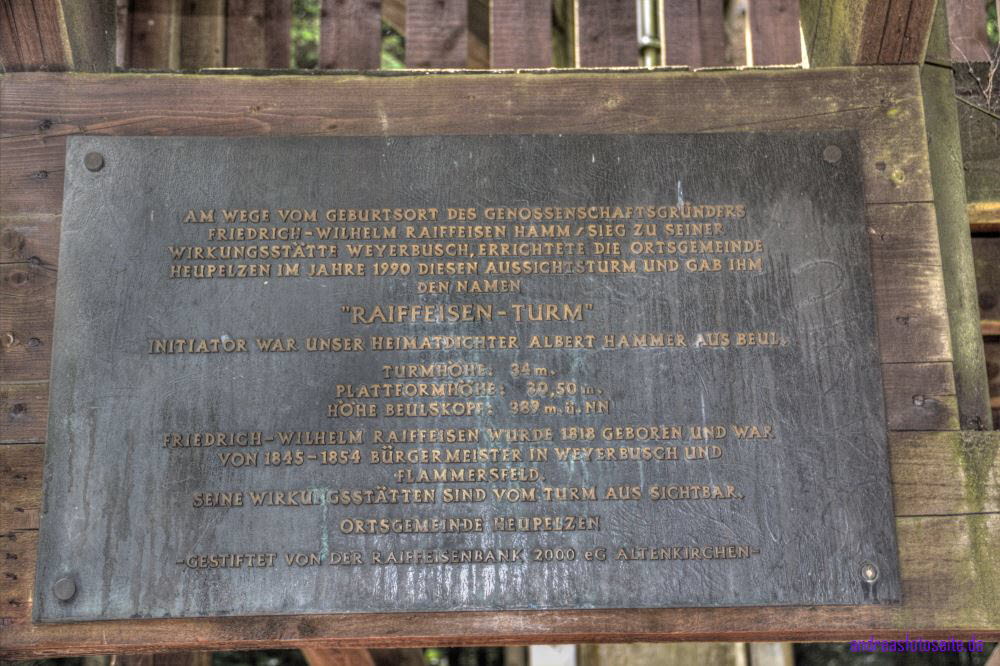 AM WEGE VOM GEBURTSORT DES GENOSSENSCHAFTSGRÜNDERS
FRIEDRICH-WILHELM RAIFFEISEN HAMM/SIEG ZU SEINER
WIRKUNGSSTÄTTE WEYERBUSCH, ERRICHTETE DIE ORTSGEMEINDE
HEUPELZEN IM JAHRE 1990 DIESEN AUSSICHTSTURM UND GAB IHM
DEN NAMEN
"RAIFFEISEN-TURM"
INITIATOR WAR UNSER HEIMATDICHTER ALBERT HAMMER AUS BEUL.
TURMHÖHE: 34 m.
PLATTFORMHÖHE: 30,50 m.
HÖHE BEULSKOPF: 389 m.ü.NN
FRIEDRICH-WILHELM RAIFFEISEN WURDE 1818 GEBOREN UND WAR
VON 1845-1854 BÜRGERMEISTER IN WEYERBUSCH UND
FLAMMERSFELD.
SEINE WIRKU GSSTÄTTEN SIND VOM TURM AUS SICHTBAR.
ORTSGEMEINDE HEUPELZEN
-GESTIFTET VON DER RAIFFEISENBANK 2000 eG ALTENKIRCHEN-
andreasfotoseite.de